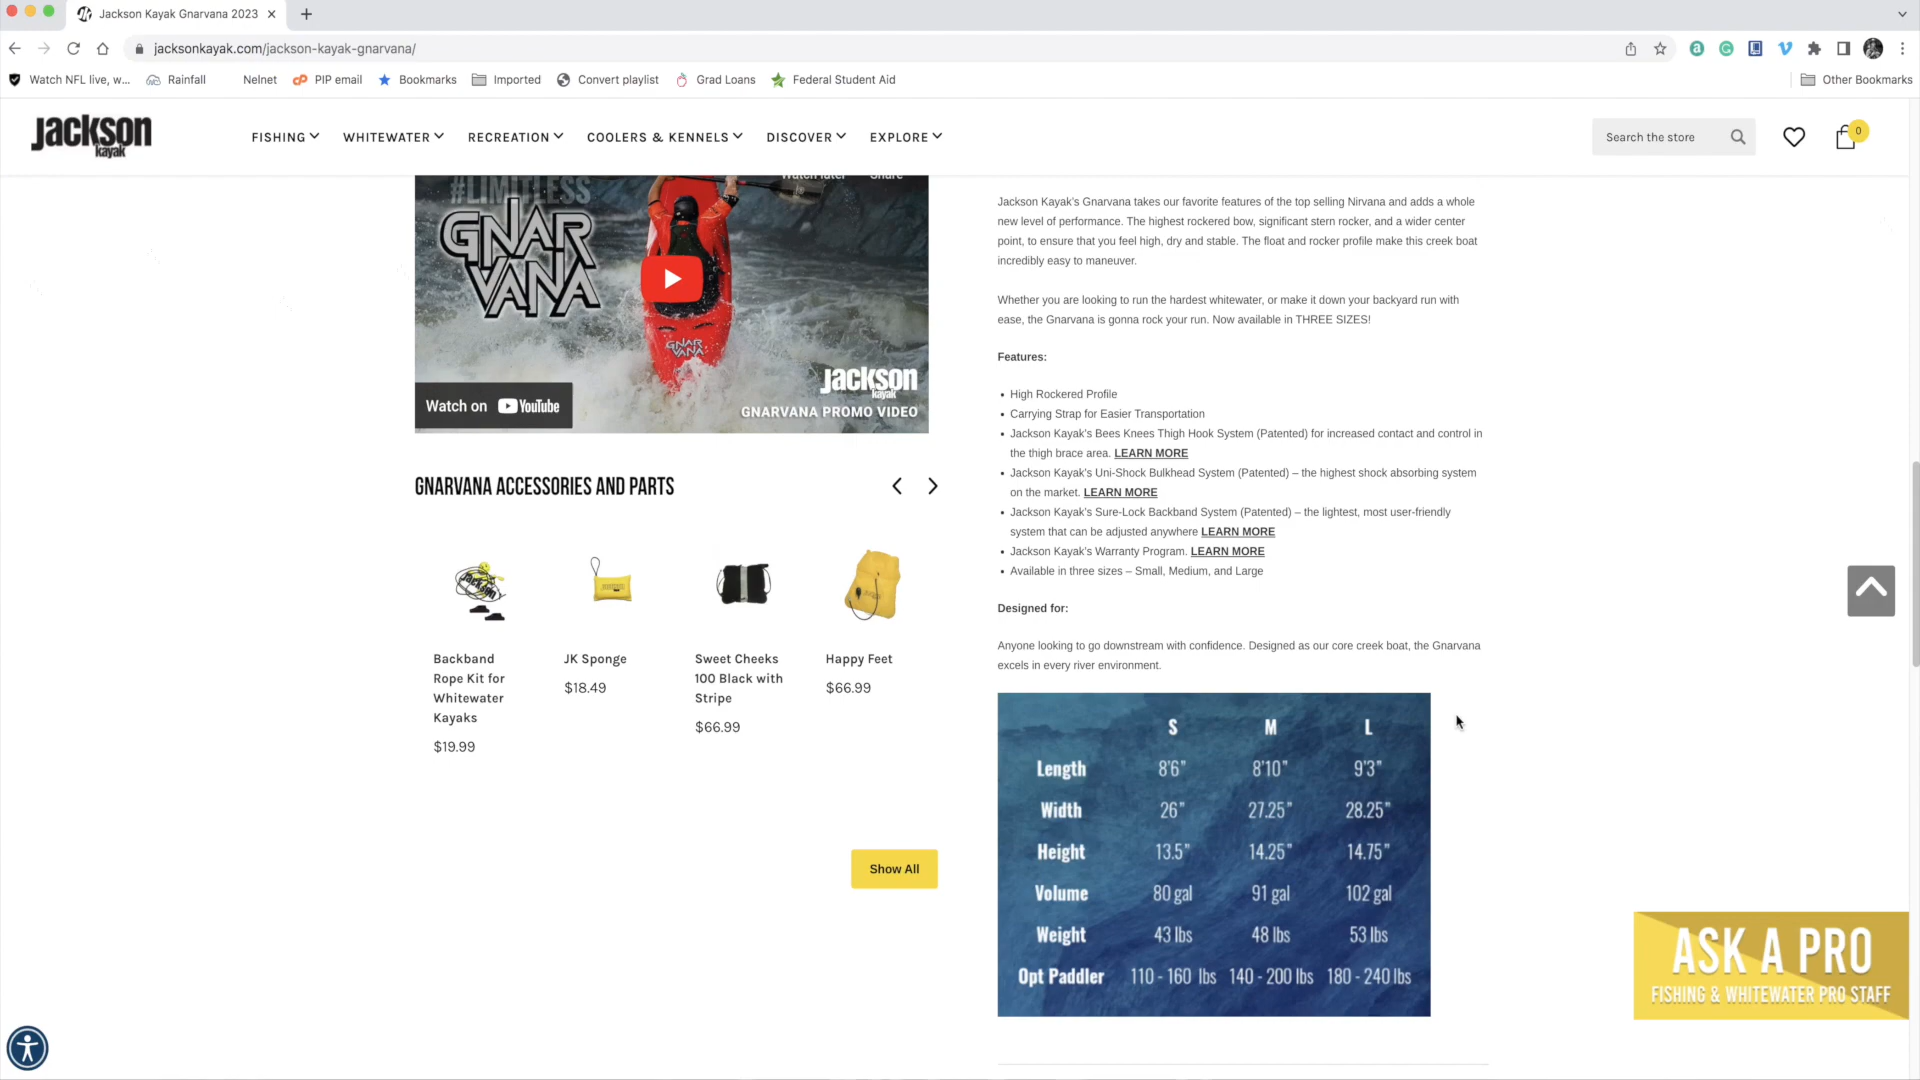 Jackson Kayak Gnarvana 2023
jacksonkayak.com/jackson-kayak-gnarvana/
Watch NFL live, w...
Rainfall
Nelnet
PIP email
Bookmarks
Imported
Convert playlist
Grad Loans
Federal Student Aid
Other Bookmarks
jackson
kayak
FISHING
WHITEWATER
RECREATION
COOLERS & KENNELS
DISCOVER
EXPLORE
Search the store
0
#LIMITLESS
Watch later
Share
GNAR
VANA
GNAR
VANA
jackson
kayak
Watch on YouTube
GNARVANA PROMO VIDEO
GNARVANA ACCESSORIES AND PARTS
Backband
Rope Kit for
Whitewater
Kayaks
$19.99
JK Sponge
$18.49
Sweet Cheeks
100 Black with
Stripe
$66.99
Happy Feet
$66.99
Show All
Jackson Kayak's Gnarvana takes our favorite features of the top selling Nirvana and adds a whole
new level of performance. The highest rockered bow, significant stern rocker, and a wider center
point, to ensure that you feel high, dry and stable. The float and rocker profile make this creek boat
incredibly easy to maneuver.
Whether you are looking to run the hardest whitewater, or make it down your backyard run with
ease, the Gnarvana is gonna rock your run. Now available in THREE SIZES!
Features:
• High Rockered Profile
• Carrying Strap for Easier Transportation
• Jackson Kayak's Bees Knees Thigh Hook System (Patented) for increased contact and control in
the thigh brace area. LEARN MORE
• Jackson Kayak's Uni-Shock Bulkhead System (Patented) – the highest shock absorbing system
on the market. LEARN MORE
• Jackson Kayak's Sure-Lock Backband System (Patented) – the lightest, most user-friendly
system that can be adjusted anywhere LEARN MORE
• Jackson Kayak's Warranty Program. LEARN MORE
• Available in three sizes – Small, Medium, and Large
Designed for:
Anyone looking to go downstream with confidence. Designed as our core creek boat, the Gnarvana
excels in every river environment.
S M L
Length 8'6" 8'10" 9'3"
Width 26" 27.25" 28.25"
Height 13.5" 14.25" 14.75"
Volume 80 gal 91 gal 102 gal
Weight 43 lbs 48 lbs 53 lbs
Opt Paddler 110 - 160 lbs 140 - 200 lbs 180 - 240 lbs
ASK A PRO
FISHING & WHITEWATER PRO STAFF